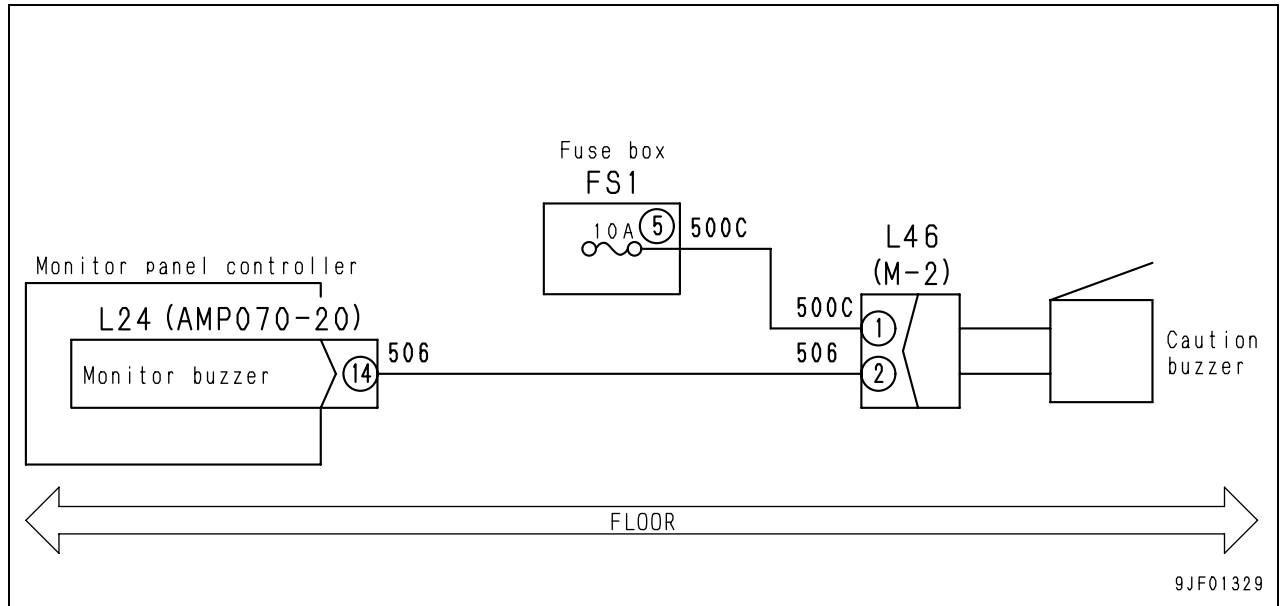 Fuse box
FS1
10A 5 500C
Monitor panel controller
L24 (AMP070-20)
Monitor buzzer
14
506
L46
(M-2)
500C 1
506 2
Caution
buzzer
FLOOR
9JF01329